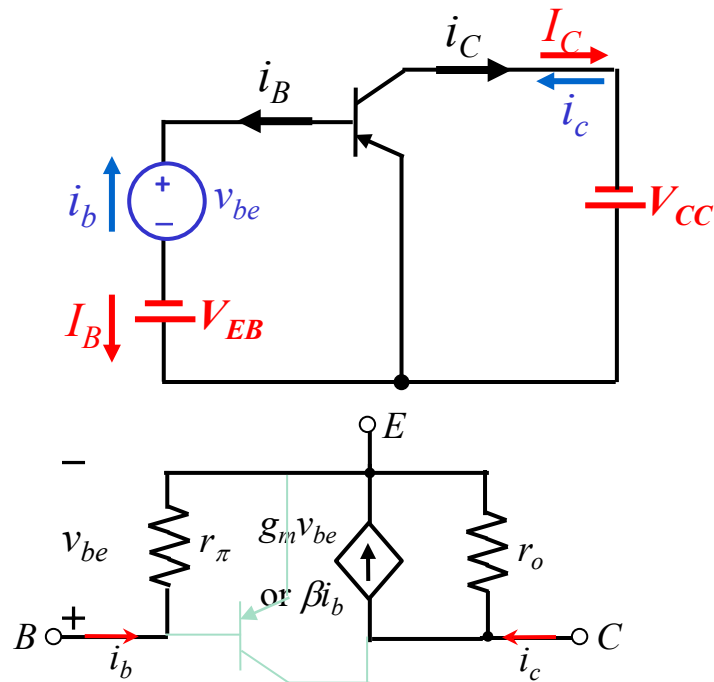 i_C
I_C
i_B
i_c
+
i_b
v_be
−
V_CC
I_B
V_EB
E
−
g_m v_be
v_be
r_π
r_o
or βi_b
+
B
C
i_b
i_c